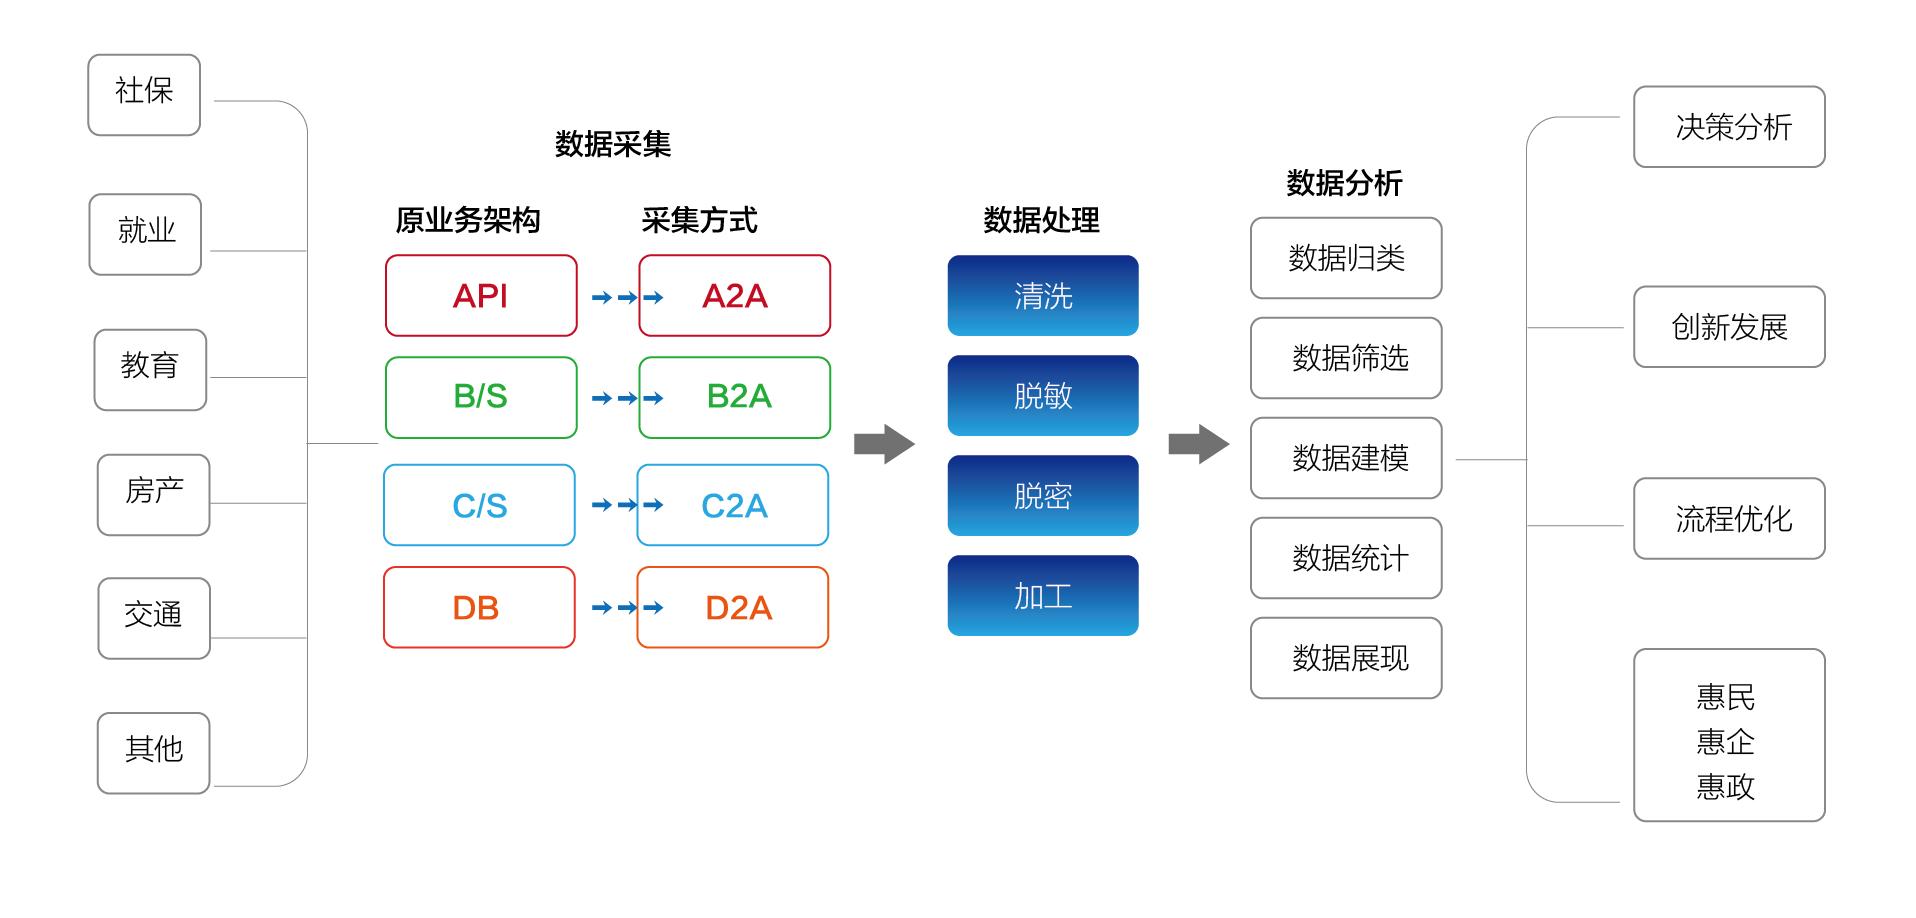 社保
就业
教育
房产
交通
其他
数据采集
原业务架构
采集方式
API
A2A
B/S
B2A
C/S
C2A
DB
D2A
数据处理
清洗
脱敏
脱密
加工
数据分析
数据归类
数据筛选
数据建模
数据统计
数据展现
决策分析
创新发展
流程优化
惠民
惠企
惠政